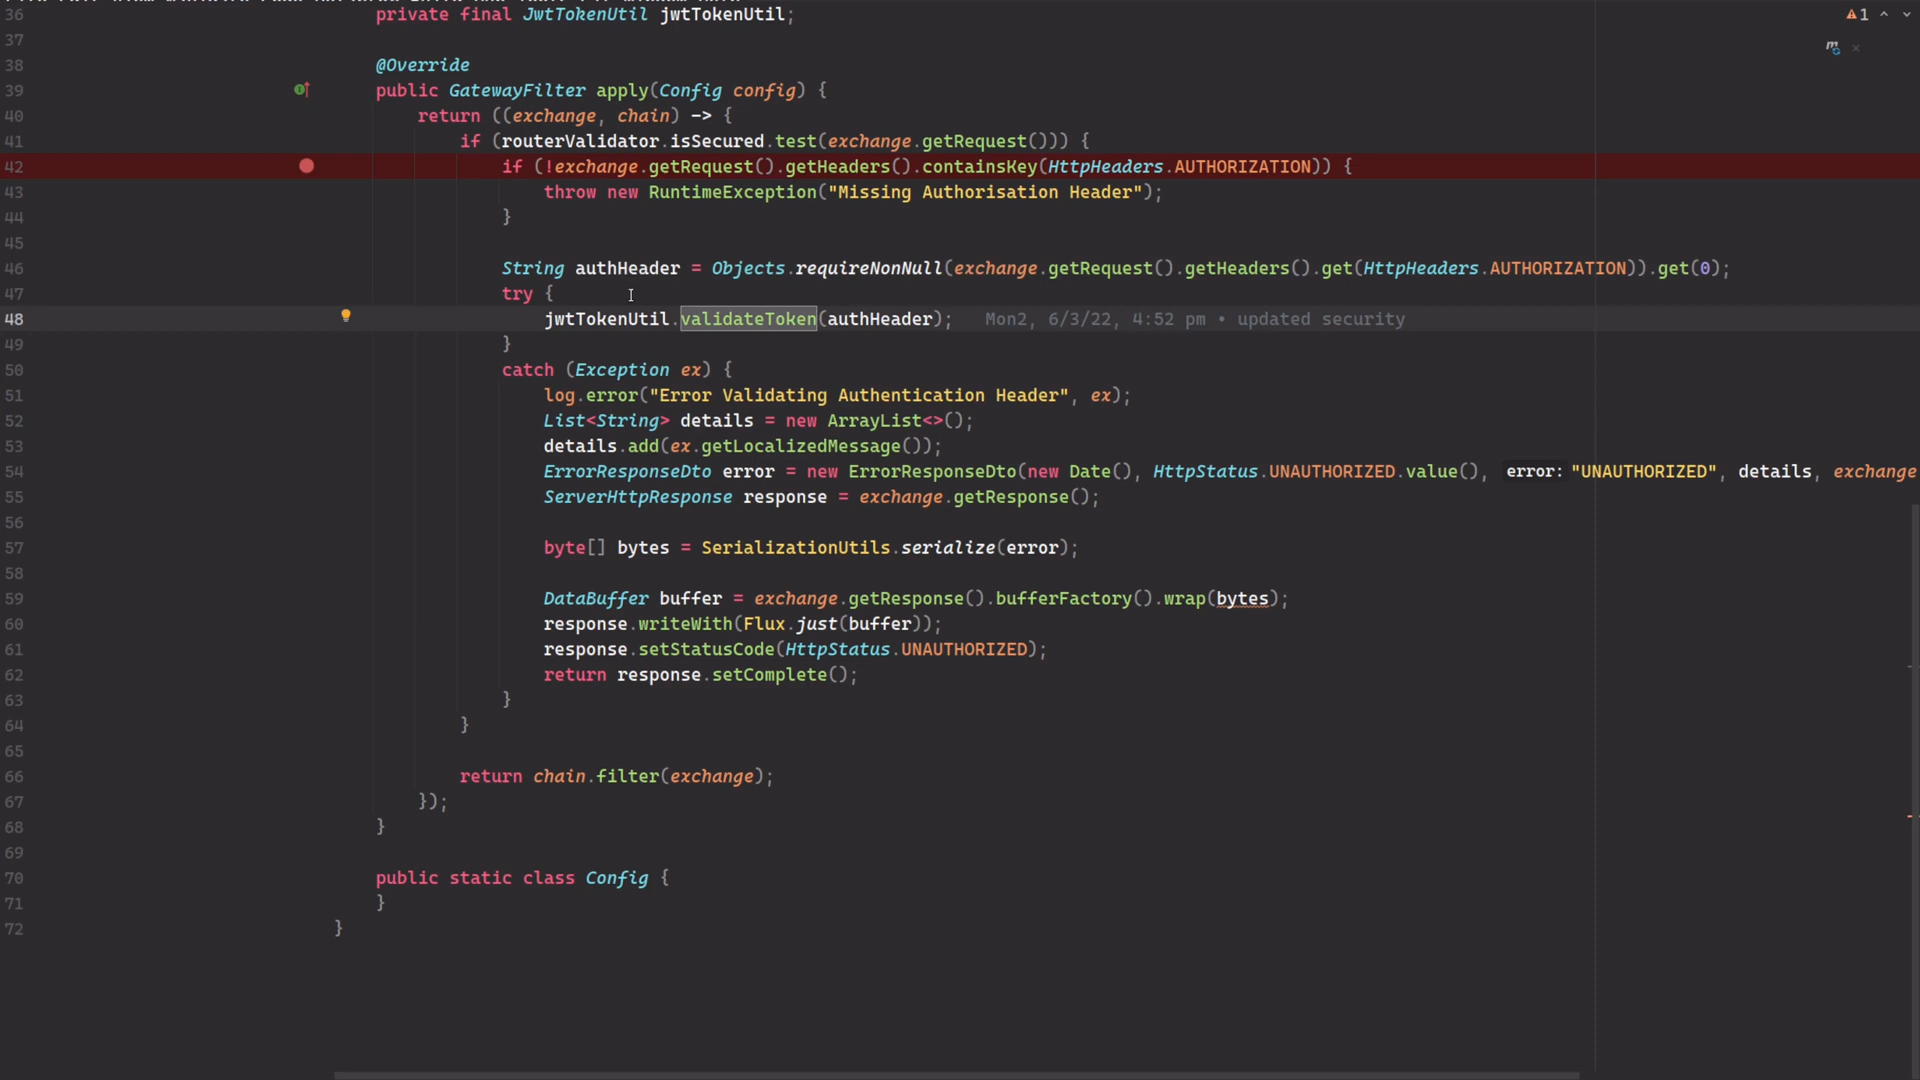 36 private final JwtTokenUtil jwtTokenUtil;
1
37
38 @Override
39 public GatewayFilter apply(Config config) {
40 return ((exchange, chain) -> {
41 if (routerValidator.isSecured.test(exchange.getRequest())) {
42 if (!exchange.getRequest().getHeaders().containsKey(HttpHeaders.AUTHORIZATION)) {
43 throw new RuntimeException("Missing Authorisation Header");
44 }
45
46 String authHeader = Objects.requireNonNull(exchange.getRequest().getHeaders().get(HttpHeaders.AUTHORIZATION)).get(0);
47 try {
48 jwtTokenUtil.validateToken(authHeader); Mon2, 6/3/22, 4:52 pm • updated security
49 }
50 catch (Exception ex) {
51 log.error("Error Validating Authentication Header", ex);
52 List<String> details = new ArrayList<>();
53 details.add(ex.getLocalizedMessage());
54 ErrorResponseDto error = new ErrorResponseDto(new Date(), HttpStatus.UNAUTHORIZED.value(), error: "UNAUTHORIZED", details, exchange
55 ServerHttpResponse response = exchange.getResponse();
56
57 byte[] bytes = SerializationUtils.serialize(error);
58
59 DataBuffer buffer = exchange.getResponse().bufferFactory().wrap(bytes);
60 response.writeWith(Flux.just(buffer));
61 response.setStatusCode(HttpStatus.UNAUTHORIZED);
62 return response.setComplete();
63 }
64 }
65
66 return chain.filter(exchange);
67 });
68 }
69
70 public static class Config {
71 }
72 }